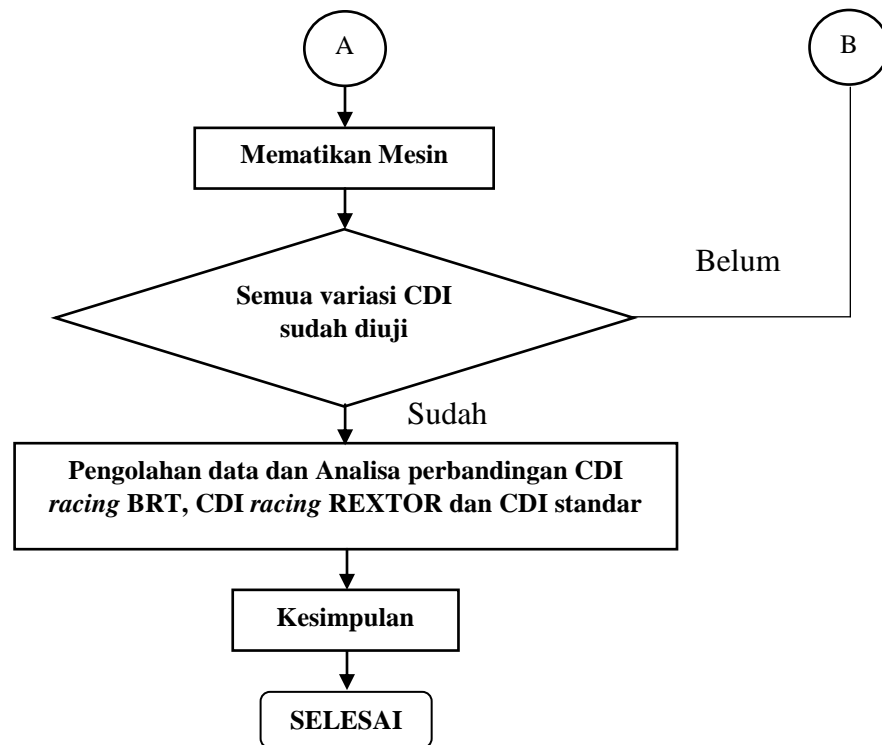 A
B
Mematikan Mesin
Belum
Semua variasi CDI
sudah diuji
Sudah
Pengolahan data dan Analisa perbandingan CDI
racing BRT, CDI racing REXTOR dan CDI standar
Kesimpulan
SELESAI